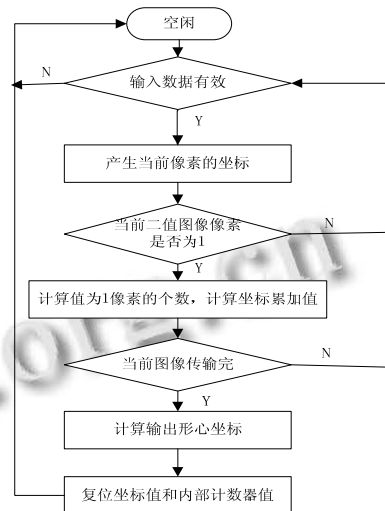 空闲
N
输入数据有效
Y
产生当前像素的坐标
当前二值图像像素
是否为1
N
Y
计算值为1像素的个数，计算坐标累加值
当前图像传输完
N
Y
计算输出形心坐标
复位坐标值和内部计数器值